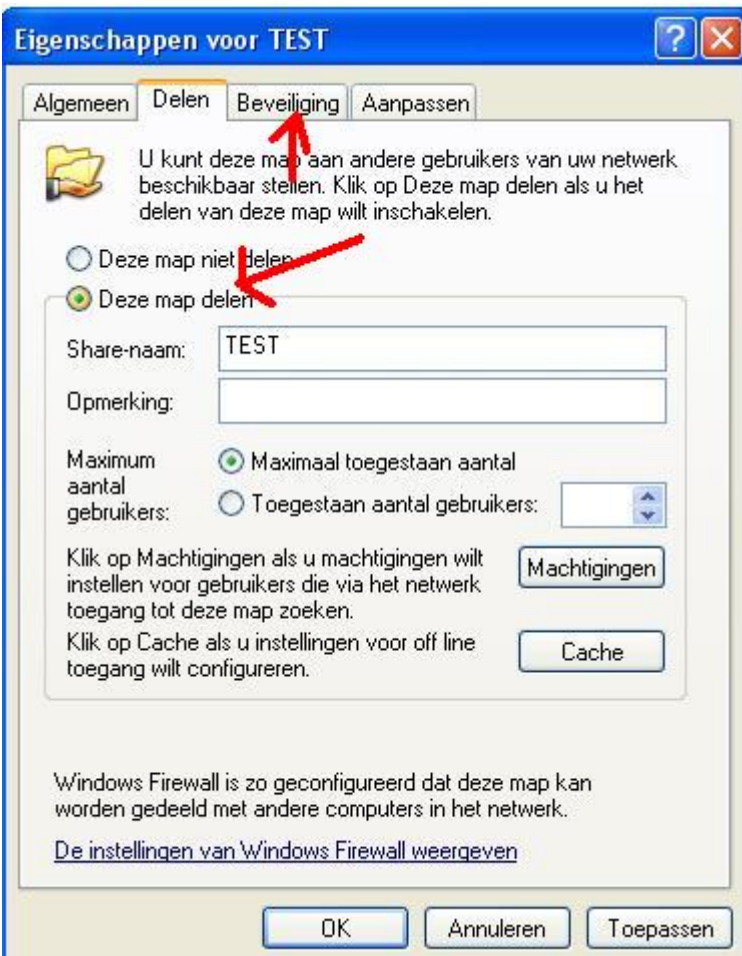 Eigenschappen voor TEST
?
Algemeen Delen Beveiliging Aanpassen
U kunt deze map aan andere gebruikers van uw netwerk
beschikbaar stellen. Klik op Deze map delen als u het
delen van deze map wilt inschakelen.
Deze map niet delen
Deze map delen
Share-naam: TEST
Opmerking:
Maximum
aantal
gebruikers:
Maximaal toegestaan aantal
Toegestaan aantal gebruikers:
Klik op Machtigingen als u machtigingen wilt
instellen voor gebruikers die via het netwerk
toegang tot deze map zoeken.
Machtigingen
Klik op Cache als u instellingen voor off line
toegang wilt configureren.
Cache
Windows Firewall is zo geconfigureerd dat deze map kan
worden gedeeld met andere computers in het netwerk.
De instellingen van Windows Firewall weergeven
OK Annuleren Toepassen